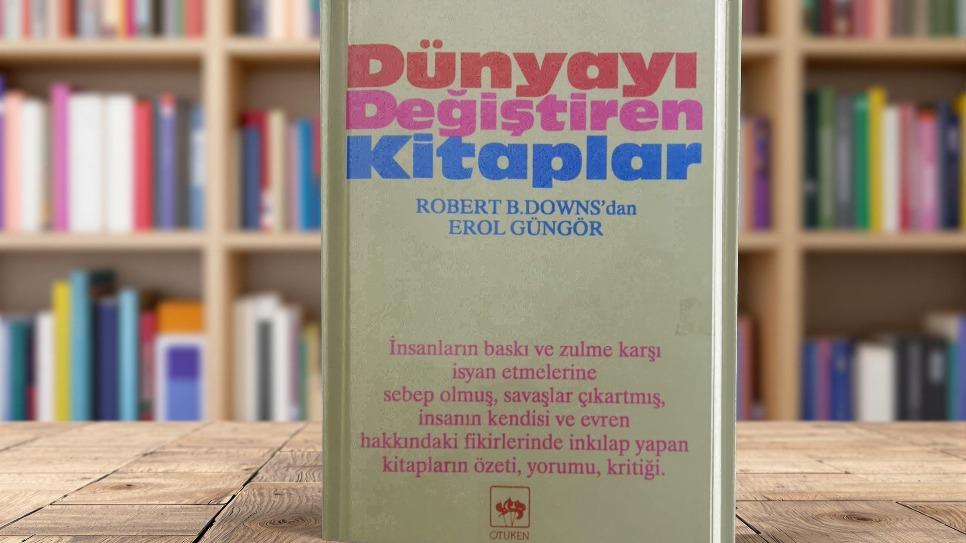 Dünyayı
Değiştiren
Kitaplar
ROBERT B.DOWNS'dan
EROL GÜNGÖR
İnsanların baskı ve zulme karşı
isyan etmelerine
sebep olmuş, savaşlar çıkartmış,
insanın kendisi ve evren
hakkındaki fikirlerinde inkılap yapan
kitapların özeti, yorumu, kritiği.
ÖTÜKEN